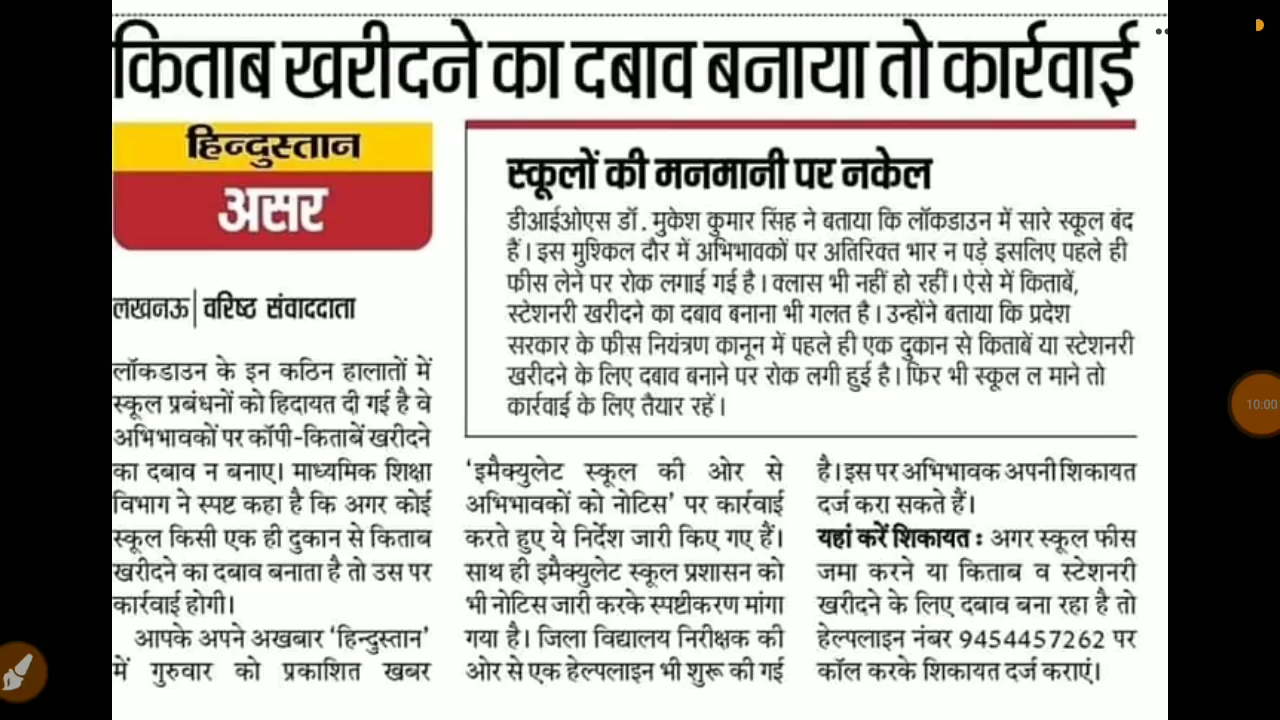 किताब खरीदने का दबाव बनाया तो कार्रवाई
हिन्दुस्तान
असर
लखनऊ | वरिष्ठ संवाददाता
लॉकडाउन के इन कठिन हालातों में
स्कूल प्रबंधनों को हिदायत दी गई है वे
अभिभावकों पर कॉपी-किताबें खरीदने
का दबाव न बनाए। माध्यमिक शिक्षा
विभाग ने स्पष्ट कहा है कि अगर कोई
स्कूल किसी एक ही दुकान से किताब
खरीदने का दबाव बनाता है तो उस पर
कार्रवाई होगी।
आपके अपने अखबार ‘हिन्दुस्तान’
में गुरुवार को प्रकाशित खबर
स्कूलों की मनमानी पर नकेल
डीआईओएस डॉ. मुकेश कुमार सिंह ने बताया कि लॉकडाउन में सारे स्कूल बंद
हैं। इस मुश्किल दौर में अभिभावकों पर अतिरिक्त भार न पड़े इसलिए पहले ही
फीस लेने पर रोक लगाई गई है। क्लास भी नहीं हो रहीं। ऐसे में किताबें,
स्टेशनरी खरीदने का दबाव बनाना भी गलत है। उन्होंने बताया कि प्रदेश
सरकार के फीस नियंत्रण कानून में पहले ही एक दुकान से किताबें या स्टेशनरी
खरीदने के लिए दबाव बनाने पर रोक लगी हुई है। फिर भी स्कूल ल माने तो
कार्रवाई के लिए तैयार रहें।
‘इमैक्युलेट स्कूल की ओर से
अभिभावकों को नोटिस’ पर कार्रवाई
करते हुए ये निर्देश जारी किए गए हैं।
साथ ही इमैक्युलेट स्कूल प्रशासन को
भी नोटिस जारी करके स्पष्टीकरण मांगा
गया है। जिला विद्यालय निरीक्षक की
ओर से एक हेल्पलाइन भी शुरू की गई
है। इस पर अभिभावक अपनी शिकायत
दर्ज करा सकते हैं।
यहां करें शिकायत : अगर स्कूल फीस
जमा करने या किताब व स्टेशनरी
खरीदने के लिए दबाव बना रहा है तो
हेल्पलाइन नंबर 9454457262 पर
कॉल करके शिकायत दर्ज कराएं।
10:00